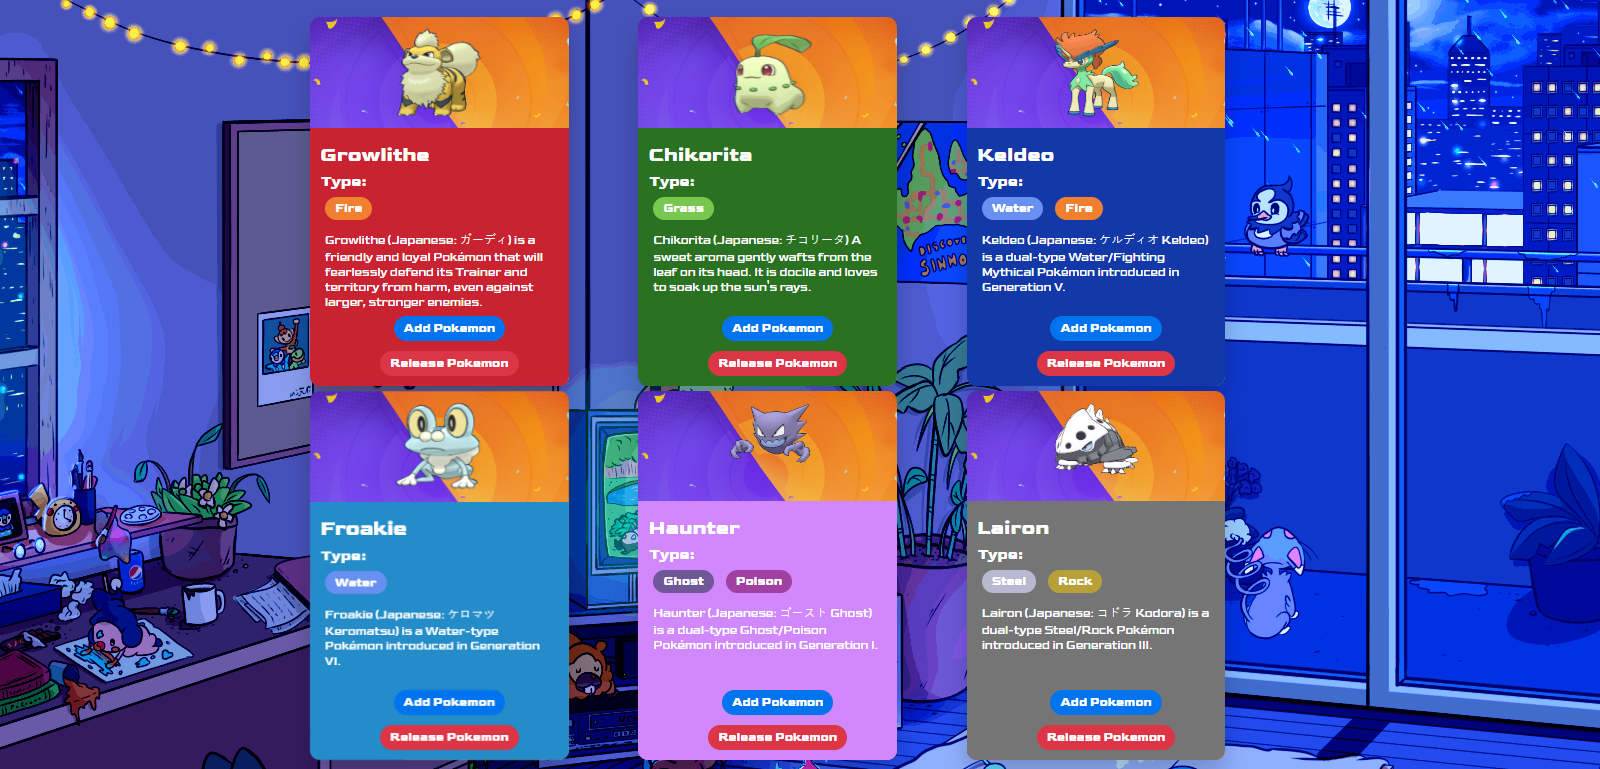 Growlithe
Type:
Fire
Growlithe (Japanese: ガーディ) is a
friendly and loyal Pokémon that will
fearlessly defend its Trainer and
territory from harm, even against
larger, stronger enemies.
Add Pokemon
Release Pokemon
Chikorita
Type:
Grass
Chikorita (Japanese: チコリータ) A
sweet aroma gently wafts from the
leaf on its head. It is docile and loves
to soak up the sun's rays.
Add Pokemon
Release Pokemon
Keldeo
Type:
Water Fire
Keldeo (Japanese: ケルディオ Keldeo)
is a dual-type Water/Fighting
Mythical Pokémon introduced in
Generation V.
Add Pokemon
Release Pokemon
DISCOVE
SINNO
Froakie
Type:
Water
Froakie (Japanese: ケロマツ
Keromatsu) is a Water-type
Pokémon introduced in Generation
VI.
Add Pokemon
Release Pokemon
Haunter
Type:
Ghost Poison
Haunter (Japanese: ゴースト Ghost)
is a dual-type Ghost/Poison
Pokémon introduced in Generation I.
Add Pokemon
Release Pokemon
Lairon
Type:
Steel Rock
Lairon (Japanese: コドラ Kodora) is a
dual-type Steel/Rock Pokémon
introduced in Generation III.
Add Pokemon
Release Pokemon